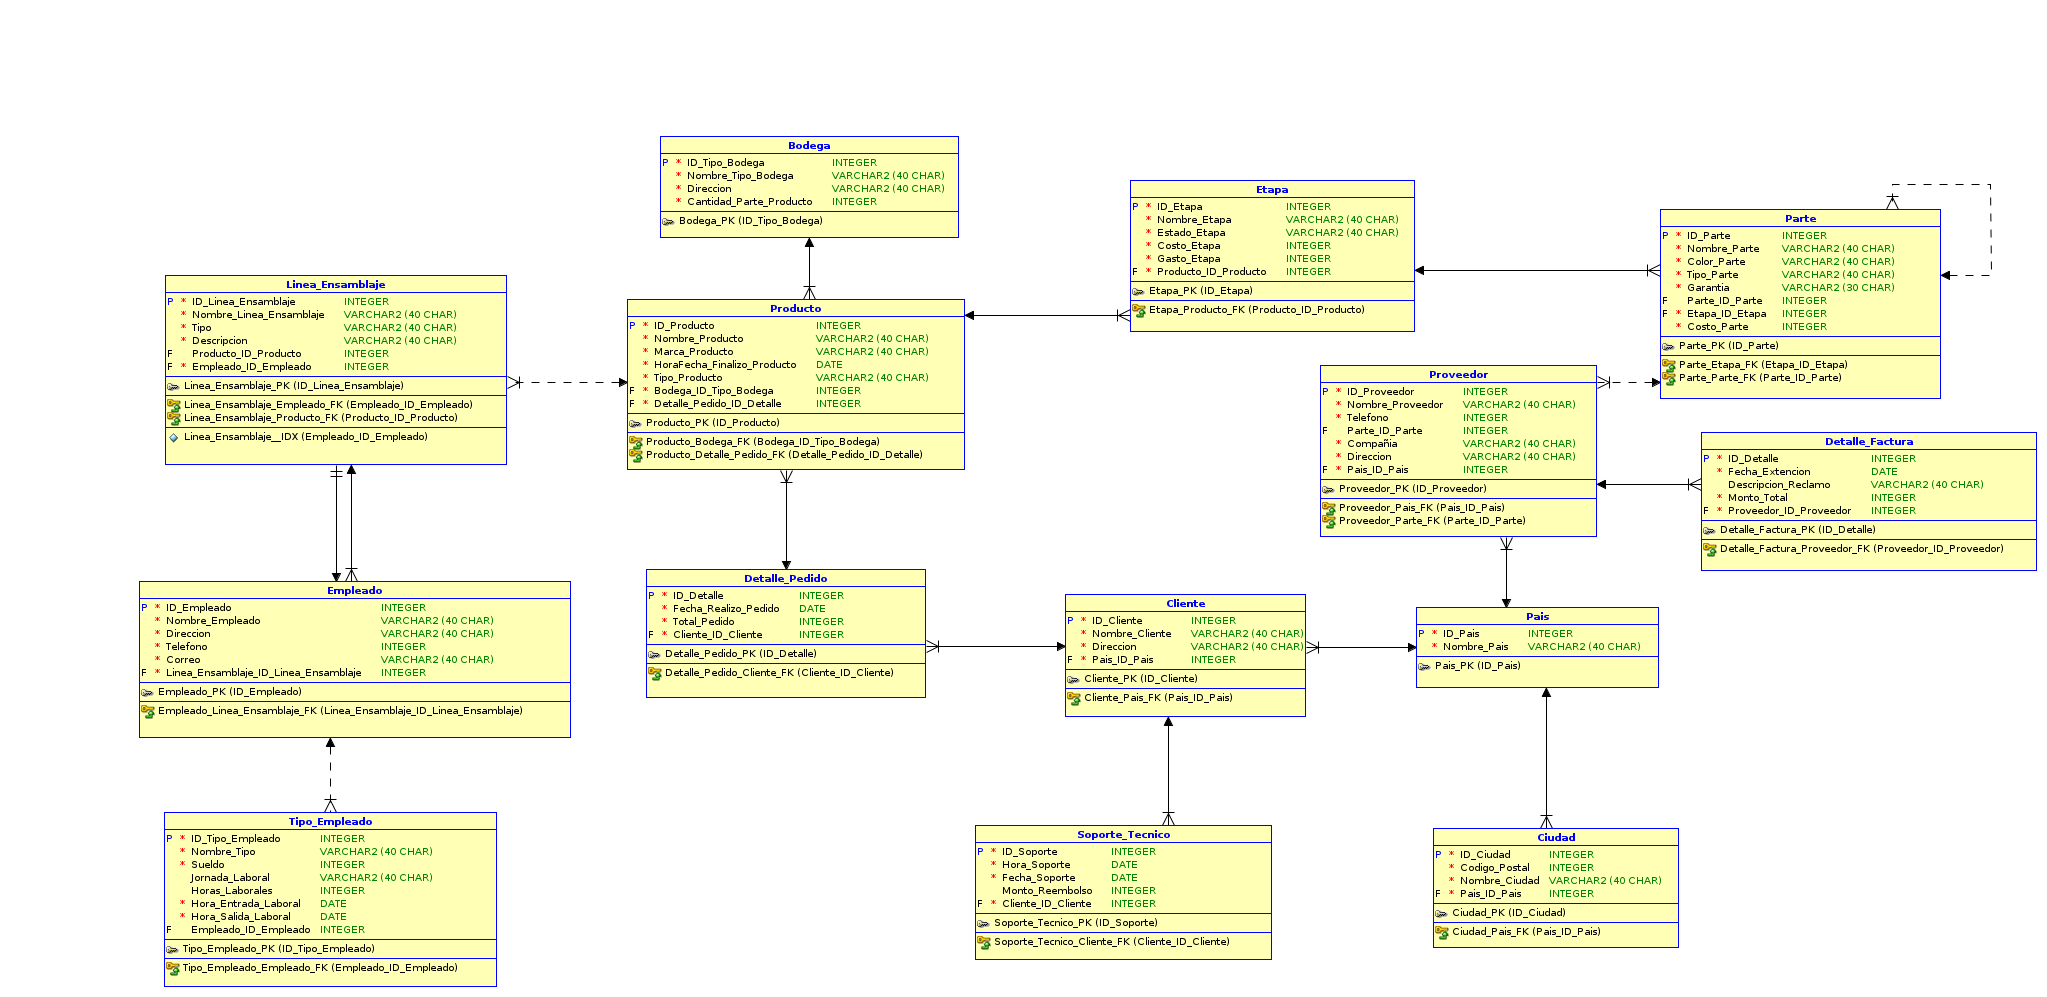 Bodega
P * ID_Tipo_Bodega INTEGER
* Nombre_Tipo_Bodega VARCHAR2 (40 CHAR)
* Direccion VARCHAR2 (40 CHAR)
* Cantidad_Parte_Producto INTEGER
Bodega_PK (ID_Tipo_Bodega)
Etapa
P * ID_Etapa INTEGER
* Nombre_Etapa VARCHAR2 (40 CHAR)
* Estado_Etapa VARCHAR2 (40 CHAR)
* Costo_Etapa INTEGER
* Gasto_Etapa INTEGER
F * Producto_ID_Producto INTEGER
Etapa_PK (ID_Etapa)
Etapa_Producto_FK (Producto_ID_Producto)
Parte
P * ID_Parte INTEGER
* Nombre_Parte VARCHAR2 (40 CHAR)
* Color_Parte VARCHAR2 (40 CHAR)
* Tipo_Parte VARCHAR2 (40 CHAR)
* Garantia VARCHAR2 (30 CHAR)
F Parte_ID_Parte INTEGER
F * Etapa_ID_Etapa INTEGER
* Costo_Parte INTEGER
Parte_PK (ID_Parte)
Parte_Etapa_FK (Etapa_ID_Etapa)
Parte_Parte_FK (Parte_ID_Parte)
Linea_Ensamblaje
P * ID_Linea_Ensamblaje INTEGER
* Nombre_Linea_Ensamblaje VARCHAR2 (40 CHAR)
* Tipo VARCHAR2 (40 CHAR)
* Descripcion VARCHAR2 (40 CHAR)
F Producto_ID_Producto INTEGER
F * Empleado_ID_Empleado INTEGER
Linea_Ensamblaje_PK (ID_Linea_Ensamblaje)
Linea_Ensamblaje_Empleado_FK (Empleado_ID_Empleado)
Linea_Ensamblaje_Producto_FK (Producto_ID_Producto)
Linea_Ensamblaje__IDX (Empleado_ID_Empleado)
Producto
P * ID_Producto INTEGER
* Nombre_Producto VARCHAR2 (40 CHAR)
* Marca_Producto VARCHAR2 (40 CHAR)
* HoraFecha_Finalizo_Producto DATE
* Tipo_Producto VARCHAR2 (40 CHAR)
F * Bodega_ID_Tipo_Bodega INTEGER
F * Detalle_Pedido_ID_Detalle INTEGER
Producto_PK (ID_Producto)
Producto_Bodega_FK (Bodega_ID_Tipo_Bodega)
Producto_Detalle_Pedido_FK (Detalle_Pedido_ID_Detalle)
Proveedor
P * ID_Proveedor INTEGER
* Nombre_Proveedor VARCHAR2 (40 CHAR)
* Telefono INTEGER
F Parte_ID_Parte INTEGER
* Compañia VARCHAR2 (40 CHAR)
* Direccion VARCHAR2 (40 CHAR)
F * Pais_ID_Pais INTEGER
Proveedor_PK (ID_Proveedor)
Proveedor_Pais_FK (Pais_ID_Pais)
Proveedor_Parte_FK (Parte_ID_Parte)
Detalle_Factura
P * ID_Detalle INTEGER
* Fecha_Extencion DATE
Descripcion_Reclamo VARCHAR2 (40 CHAR)
* Monto_Total INTEGER
F * Proveedor_ID_Proveedor INTEGER
Detalle_Factura_PK (ID_Detalle)
Detalle_Factura_Proveedor_FK (Proveedor_ID_Proveedor)
Empleado
P * ID_Empleado INTEGER
* Nombre_Empleado VARCHAR2 (40 CHAR)
* Direccion VARCHAR2 (40 CHAR)
* Telefono INTEGER
* Correo VARCHAR2 (40 CHAR)
F * Linea_Ensamblaje_ID_Linea_Ensamblaje INTEGER
Empleado_PK (ID_Empleado)
Empleado_Linea_Ensamblaje_FK (Linea_Ensamblaje_ID_Linea_Ensamblaje)
Detalle_Pedido
P * ID_Detalle INTEGER
* Fecha_Realizo_Pedido DATE
* Total_Pedido INTEGER
F * Cliente_ID_Cliente INTEGER
Detalle_Pedido_PK (ID_Detalle)
Detalle_Pedido_Cliente_FK (Cliente_ID_Cliente)
Cliente
P * ID_Cliente INTEGER
* Nombre_Cliente VARCHAR2 (40 CHAR)
* Direccion VARCHAR2 (40 CHAR)
F * Pais_ID_Pais INTEGER
Cliente_PK (ID_Cliente)
Cliente_Pais_FK (Pais_ID_Pais)
Pais
P * ID_Pais INTEGER
* Nombre_Pais VARCHAR2 (40 CHAR)
Pais_PK (ID_Pais)
Tipo_Empleado
P * ID_Tipo_Empleado INTEGER
* Nombre_Tipo VARCHAR2 (40 CHAR)
* Sueldo INTEGER
Jornada_Laboral VARCHAR2 (40 CHAR)
Horas_Laborales INTEGER
* Hora_Entrada_Laboral DATE
* Hora_Salida_Laboral DATE
F Empleado_ID_Empleado INTEGER
Tipo_Empleado_PK (ID_Tipo_Empleado)
Tipo_Empleado_Empleado_FK (Empleado_ID_Empleado)
Soporte_Tecnico
P * ID_Soporte INTEGER
* Hora_Soporte DATE
* Fecha_Soporte DATE
Monto_Reembolso INTEGER
F * Cliente_ID_Cliente INTEGER
Soporte_Tecnico_PK (ID_Soporte)
Soporte_Tecnico_Cliente_FK (Cliente_ID_Cliente)
Ciudad
P * ID_Ciudad INTEGER
* Codigo_Postal INTEGER
* Nombre_Ciudad VARCHAR2 (40 CHAR)
F * Pais_ID_Pais INTEGER
Ciudad_PK (ID_Ciudad)
Ciudad_Pais_FK (Pais_ID_Pais)